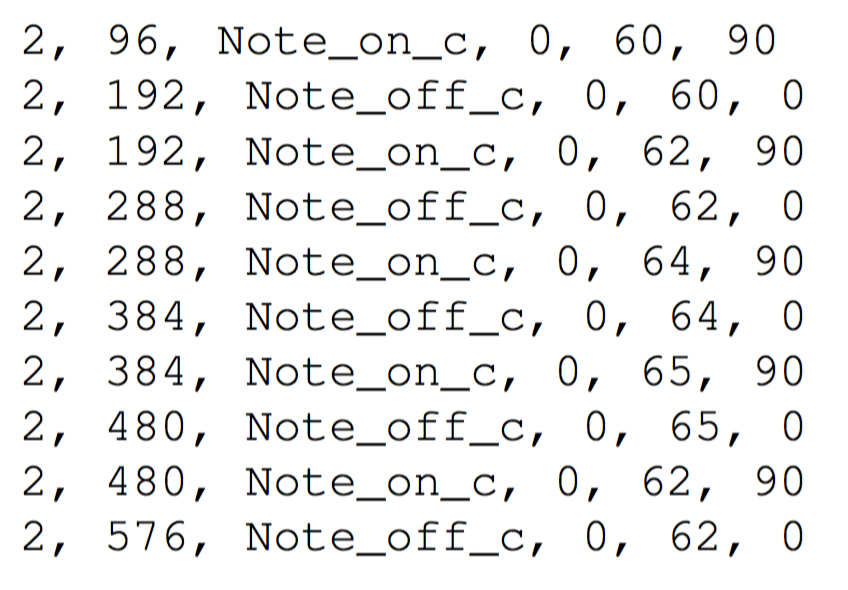 2, 96, Note_on_c, 0, 60, 90
2, 192, Note_off_c, 0, 60, 0
2, 192, Note_on_c, 0, 62, 90
2, 288, Note_off_c, 0, 62, 0
2, 288, Note_on_c, 0, 64, 90
2, 384, Note_off_c, 0, 64, 0
2, 384, Note_on_c, 0, 65, 90
2, 480, Note_off_c, 0, 65, 0
2, 480, Note_on_c, 0, 62, 90
2, 576, Note_off_c, 0, 62, 0